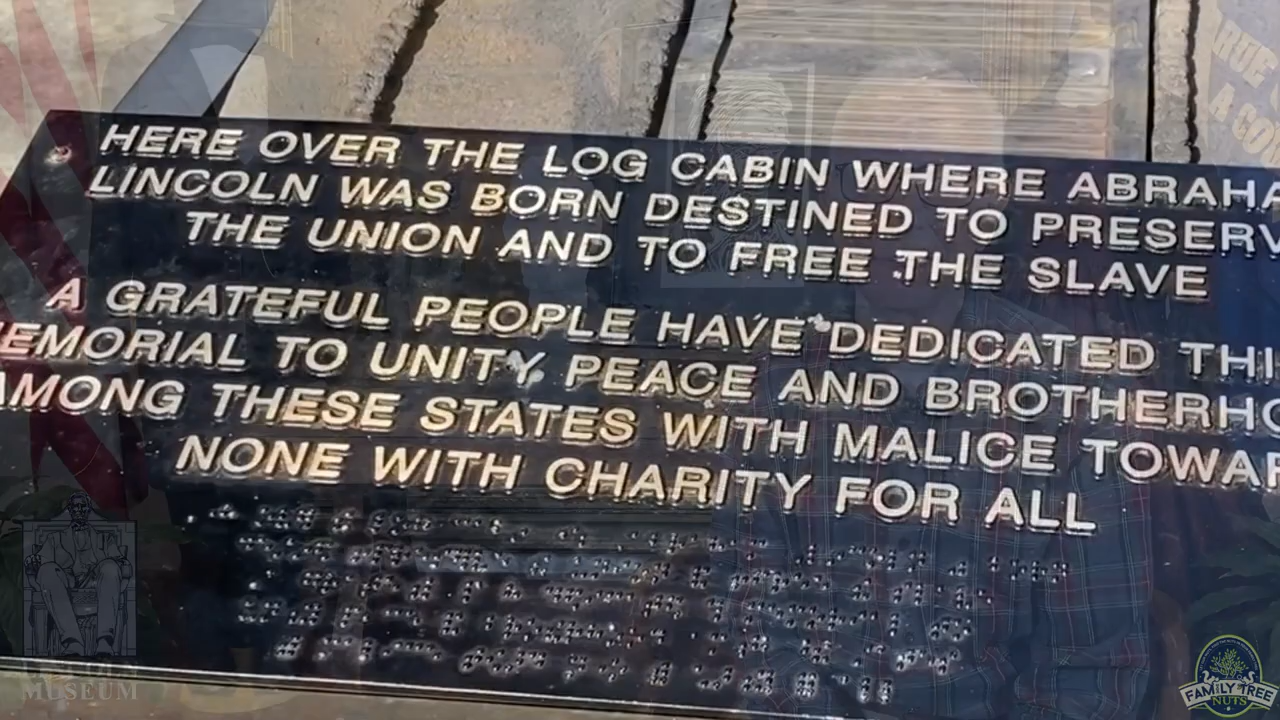 HERE OVER THE LOG CABIN WHERE ABRAHA
LINCOLN WAS BORN DESTINED TO PRESERV
THE UNION AND TO FREE THE SLAVE
A GRATEFUL PEOPLE HAVE DEDICATED THI
EMORIAL TO UNITY PEACE AND BROTHERHO
AMONG THESE STATES WITH MALICE TOWAR
NONE WITH CHARITY FOR ALL
MUSEUM
FAMILY TREE
NUTS